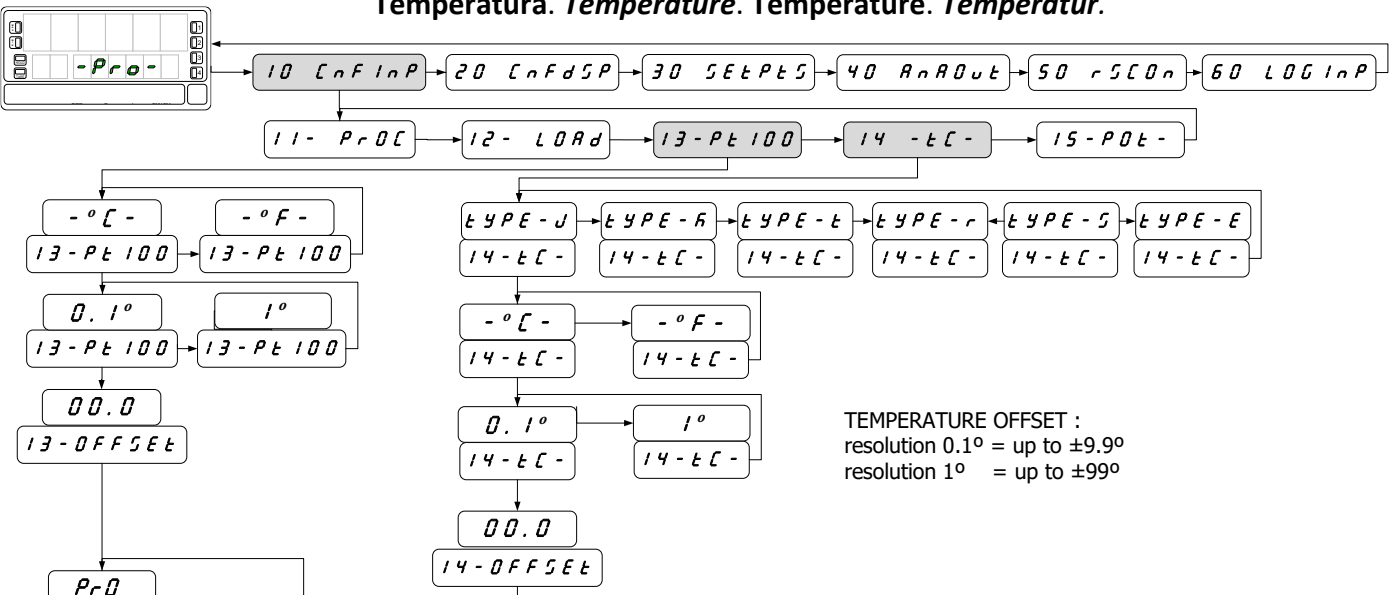 Temperatura. Temperature. Temperature. Temperatur.
-Pro-
10 CnFInP 20 CnFdSP 30 SEtPtS 40 AnAOut 50 rSCOn 60 LOGInP
11- PrOC 12- LOAd 13-Pt100 14 -tC- 15-POt-
-ºC- -ºF-
13-Pt100 13-Pt100
tYPE-J tYPE-K tYPE-t tYPE-r tYPE-S tYPE-E
14-tC- 14-tC- 14-tC- 14-tC- 14-tC- 14-tC-
0.1º 1º
13-Pt100 13-Pt100
-ºC- -ºF-
14-tC- 14-tC-
00.0
13-OFFSEt
0.1º 1º
14-tC- 14-tC-
TEMPERATURE OFFSET :
resolution 0.1º = up to ±9.9º
resolution 1º = up to ±99º
00.0
14-OFFSEt
PrO